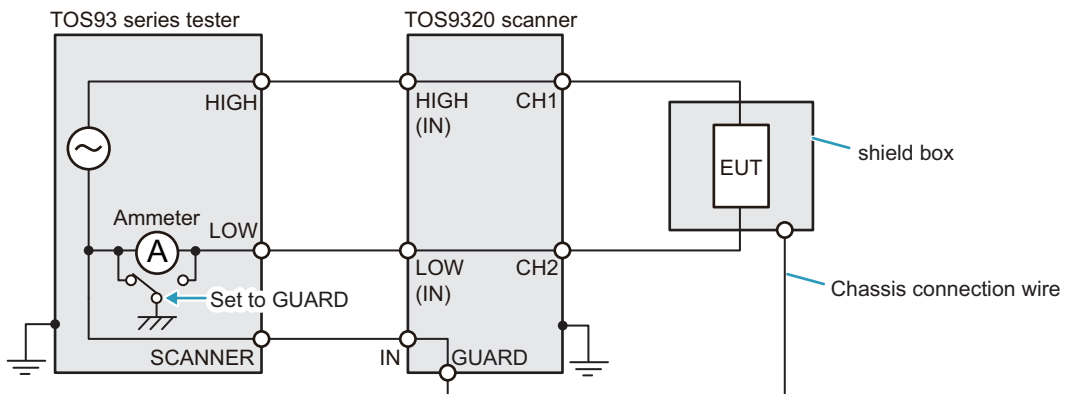 TOS93 series tester
TOS9320 scanner
HIGH
HIGH
(IN)
CH1
shield box
EUT
Ammeter
A
LOW
LOW
(IN)
CH2
Set to GUARD
Chassis connection wire
SCANNER
IN
GUARD